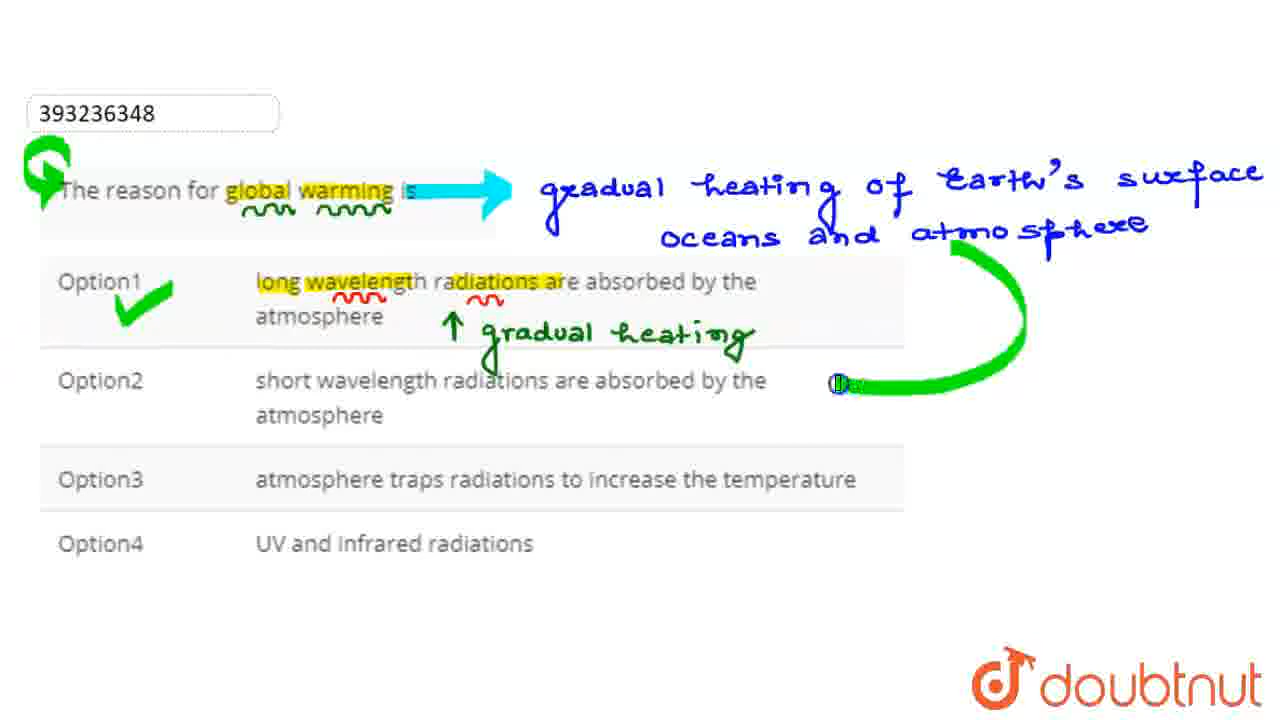 393236348
The reason for global warming is
gradual heating of Earth's surface
oceans and atmosphere
Option1 long wavelength radiations are absorbed by the
atmosphere
↑ gradual heating
Option2 short wavelength radiations are absorbed by the
atmosphere
Option3 atmosphere traps radiations to increase the temperature
Option4 UV and infrared radiations
doubtnut